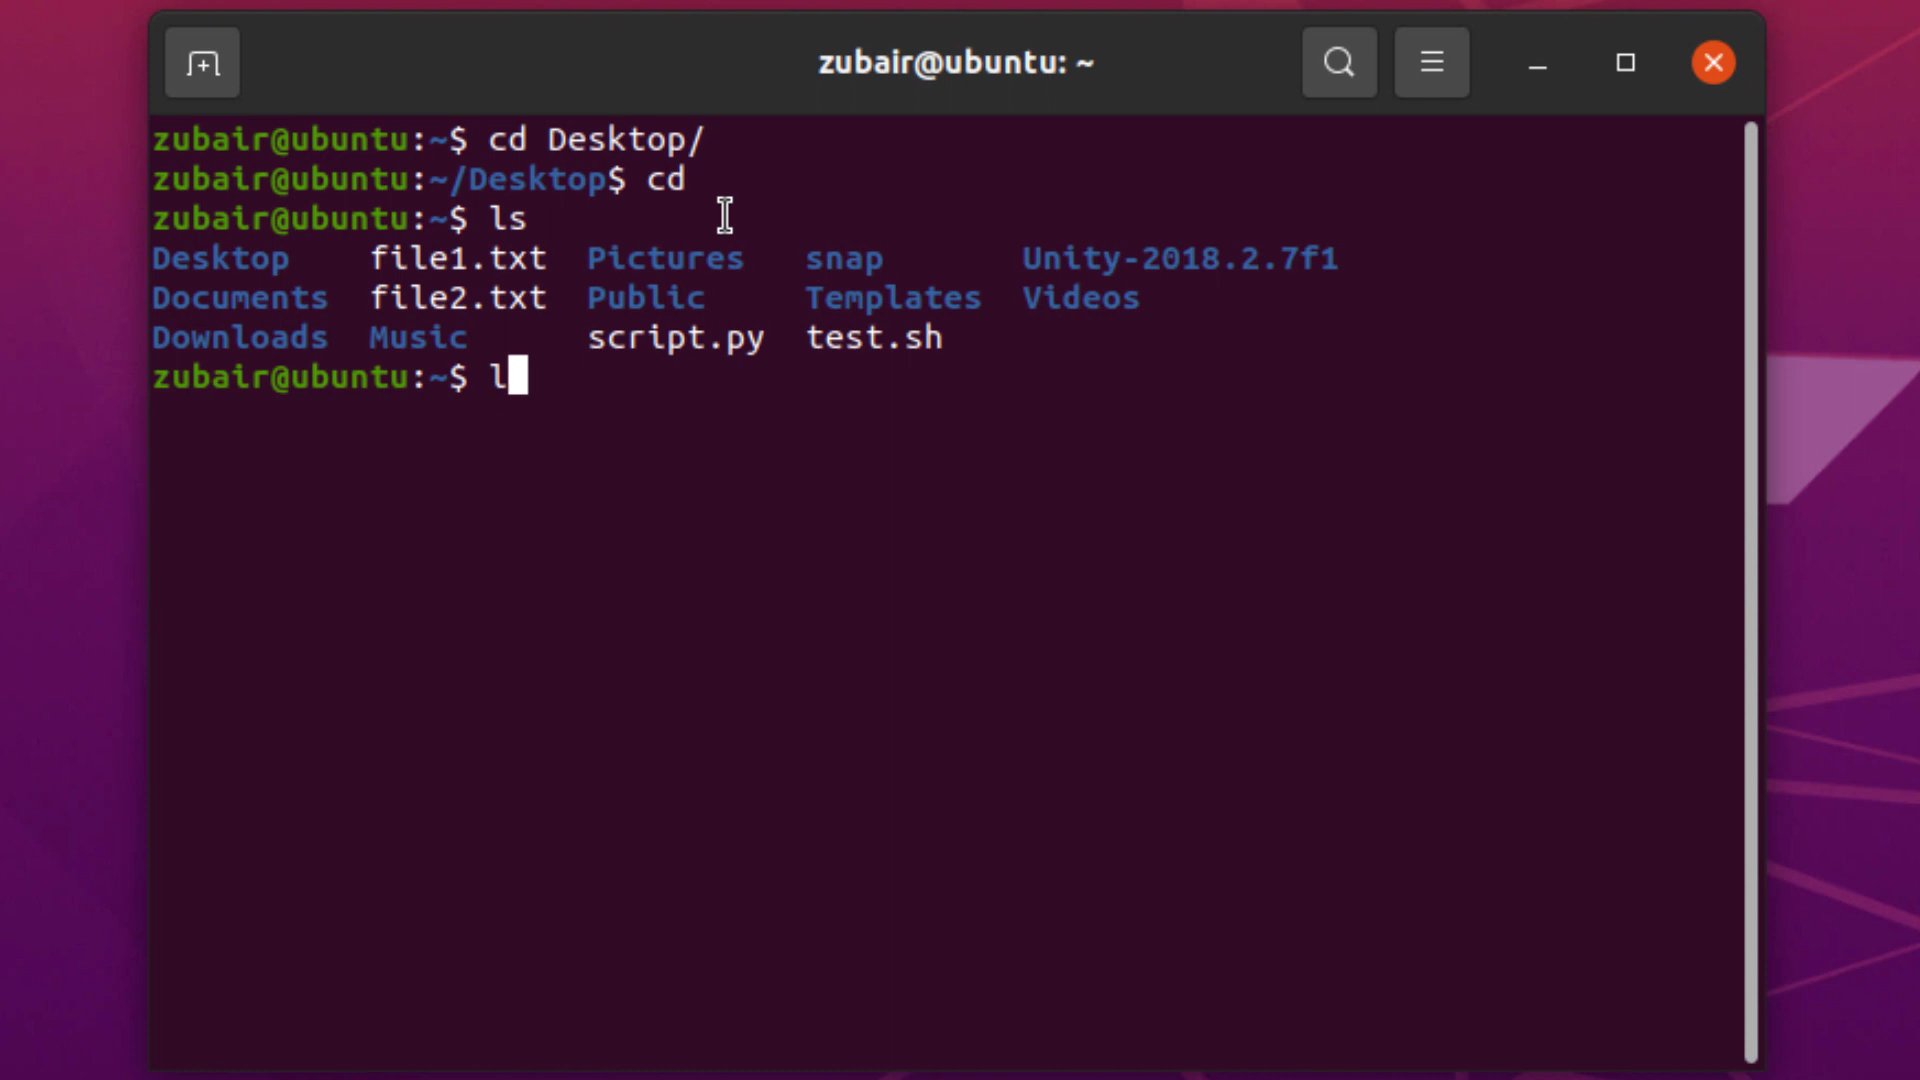 zubair@ubuntu: ~
zubair@ubuntu:~$ cd Desktop/
zubair@ubuntu:~/Desktop$ cd
zubair@ubuntu:~$ ls
Desktop file1.txt Pictures snap Unity-2018.2.7f1
Documents file2.txt Public Templates Videos
Downloads Music script.py test.sh
zubair@ubuntu:~$ l